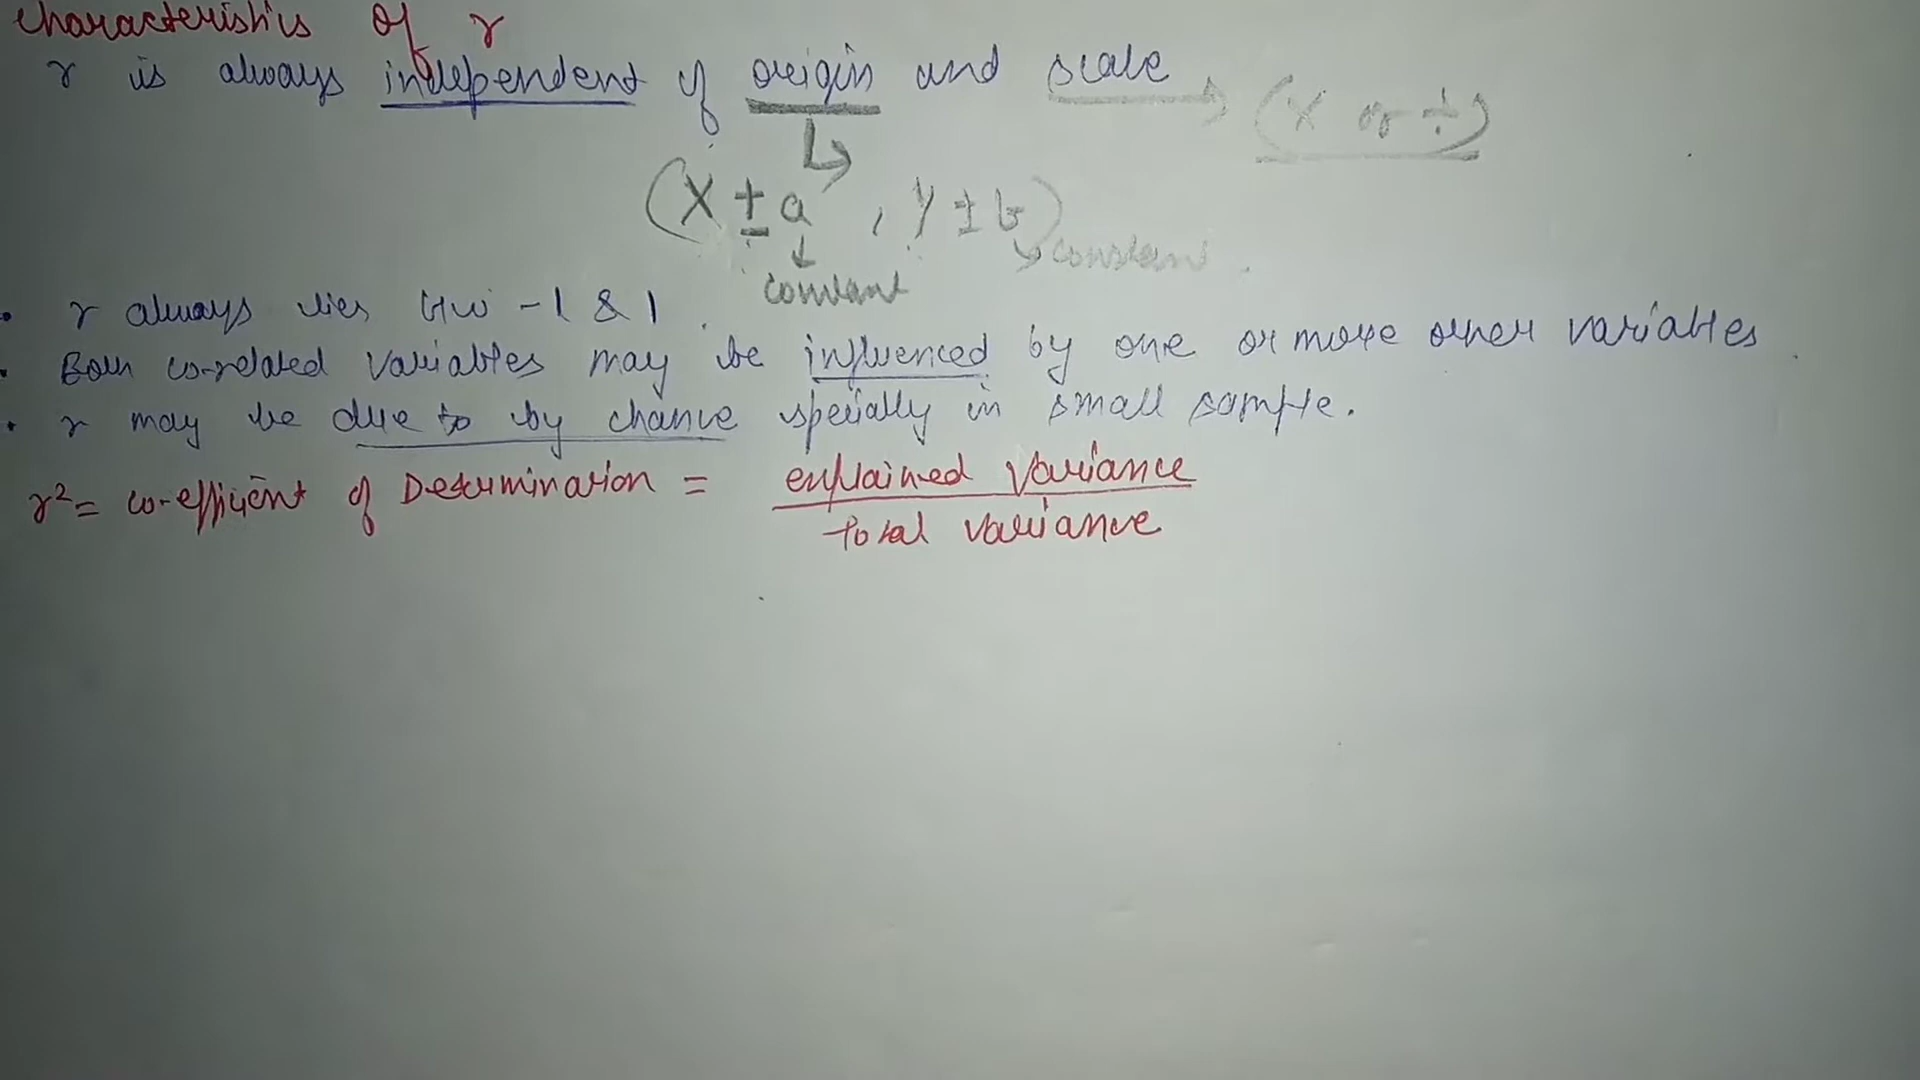 Characteristics of r
r is always independent of origin and scale → (× or ÷)
(X ± a , Y ± b)
constant
constant
• r always lies btw -1 & 1 .
• Both co-related variables may be influenced by one or more other variables .
• r may be due to by chance specially in small sample.
r² = co-efficient of Determination = explained variance
total variance